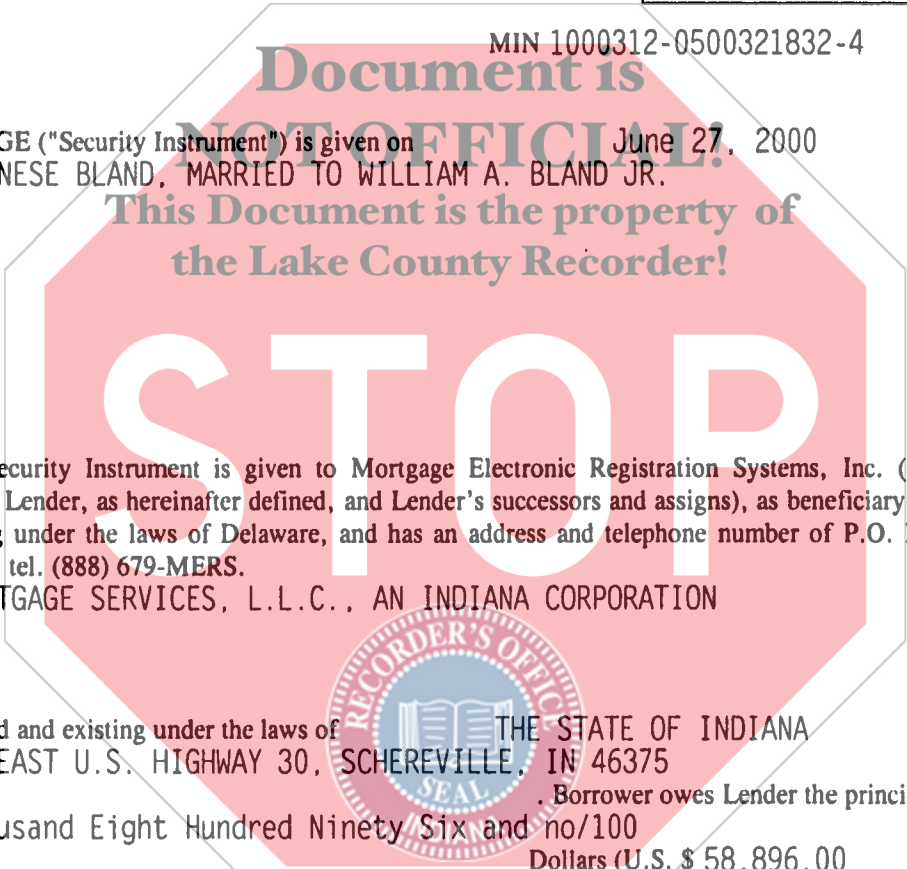 MIN 1000312-0500321832-4
Document is
GE ("Security Instrument") is given on June 27, 2000
NOT OFFICIAL!
NESE BLAND, MARRIED TO WILLIAM A. BLAND JR.
This Document is the property of
the Lake County Recorder!
STOP
ecurity Instrument is given to Mortgage Electronic Registration Systems, Inc. (
Lender, as hereinafter defined, and Lender's successors and assigns), as beneficiary
under the laws of Delaware, and has an address and telephone number of P.O.
tel. (888) 679-MERS.
TGAGE SERVICES, L.L.C., AN INDIANA CORPORATION
RECORDER'S OFFICE
d and existing under the laws of THE STATE OF INDIANA
EAST U.S. HIGHWAY 30, SCHEREVILLE, IN 46375
SEAL
. Borrower owes Lender the princi
usand Eight Hundred Ninety Six and no/100
INDIANA
Dollars (U.S. $ 58,896.00